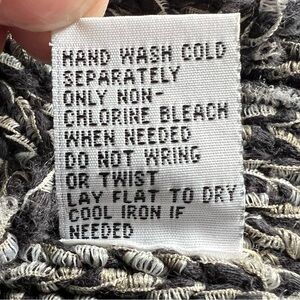 HAND WASH COLD
SEPARATELY
ONLY NON-
CHLORINE BLEACH
WHEN NEEDED
DO NOT WRING
OR TWIST
LAY FLAT TO DRY
COOL IRON IF
NEEDED